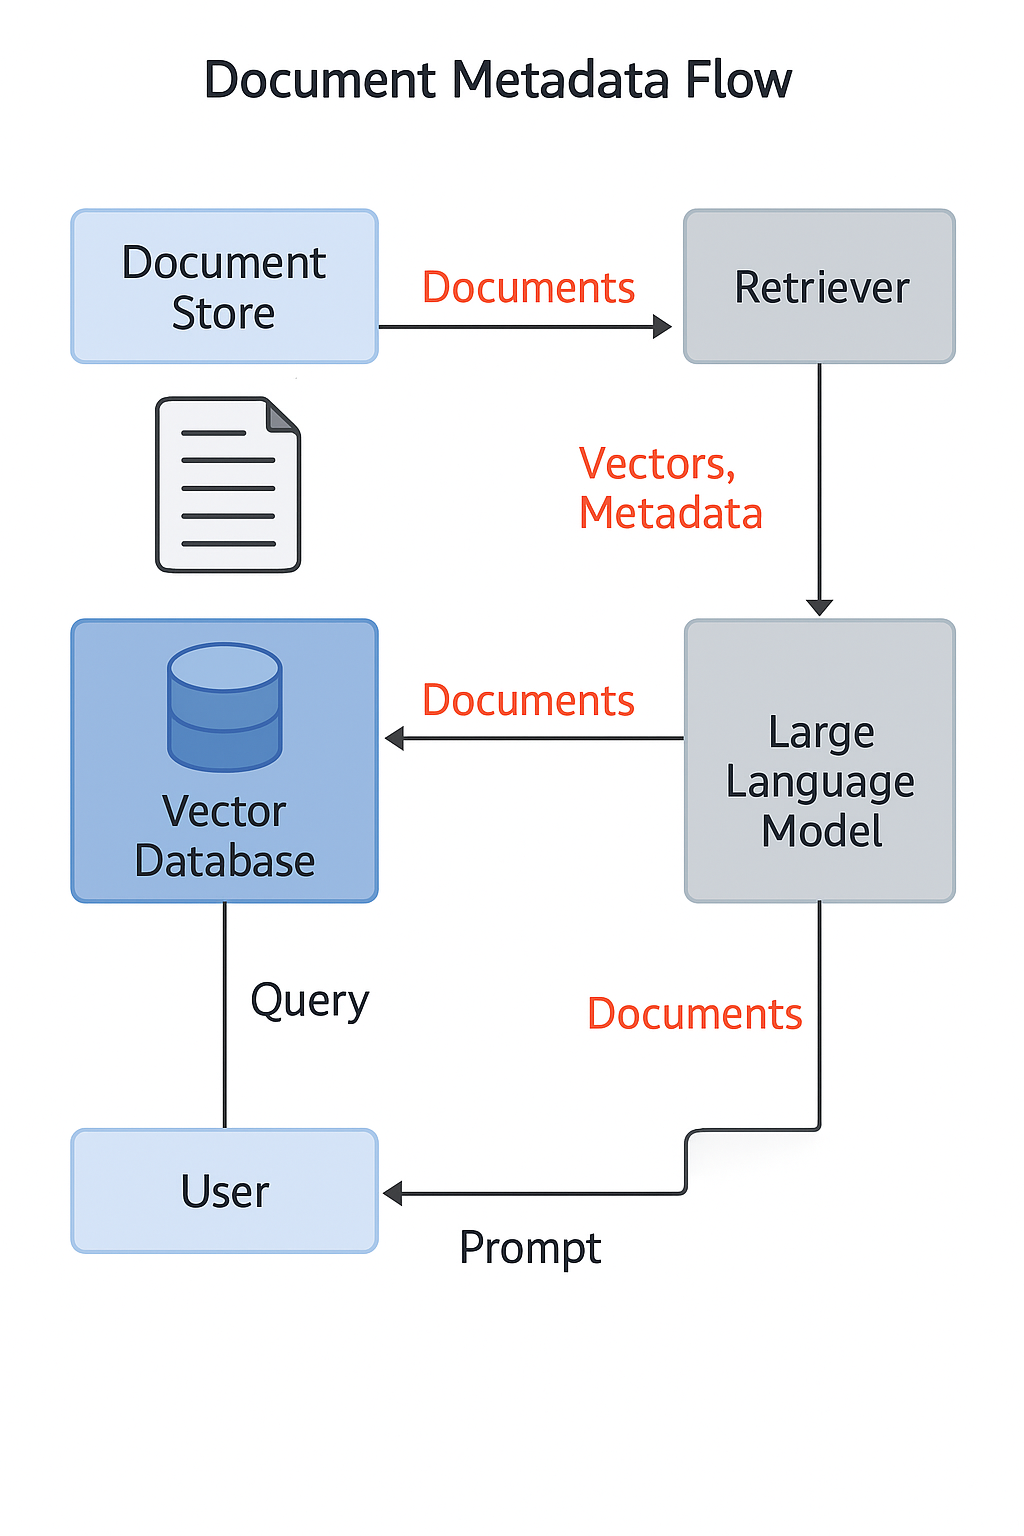 Document Metadata Flow
Document
Store
Documents
Retriever
Vectors,
Metadata
Vector
Database
Documents
Large
Language
Model
Query
Documents
User
Prompt